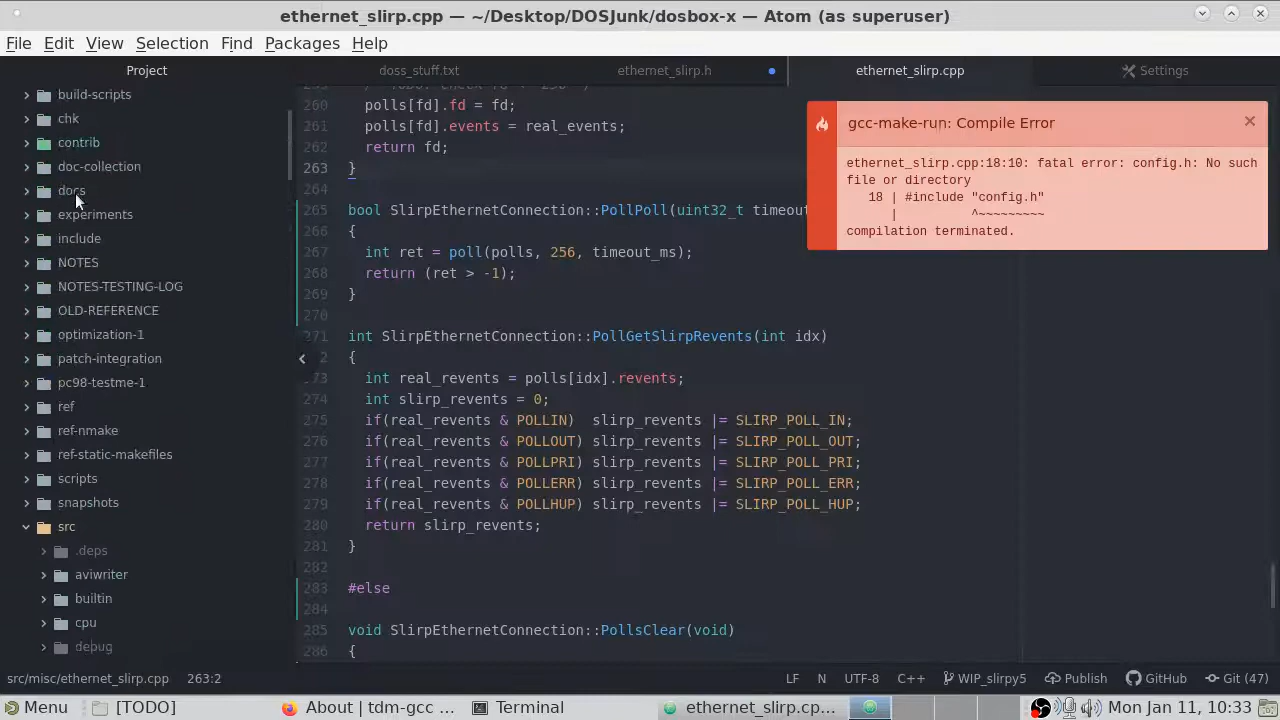 ethernet_slirp.cpp — ~/Desktop/DOSJunk/dosbox-x — Atom (as superuser)
File Edit View Selection Find Packages Help
Project
doss_stuff.txt
ethernet_slirp.h
ethernet_slirp.cpp
Settings
build-scripts
chk
contrib
doc-collection
docs
experiments
include
NOTES
NOTES-TESTING-LOG
OLD-REFERENCE
optimization-1
patch-integration
pc98-testme-1
ref
ref-nmake
ref-static-makefiles
scripts
snapshots
src
.deps
aviwriter
builtin
cpu
debug
260 polls[fd].fd = fd;
261 polls[fd].events = real_events;
262 return fd;
263 }
264
265 bool SlirpEthernetConnection::PollPoll(uint32_t timeout
266 {
267 int ret = poll(polls, 256, timeout_ms);
268 return (ret > -1);
269 }
270
271 int SlirpEthernetConnection::PollGetSlirpRevents(int idx)
2 {
73 int real_revents = polls[idx].revents;
274 int slirp_revents = 0;
275 if(real_revents & POLLIN)  slirp_revents |= SLIRP_POLL_IN;
276 if(real_revents & POLLOUT) slirp_revents |= SLIRP_POLL_OUT;
277 if(real_revents & POLLPRI) slirp_revents |= SLIRP_POLL_PRI;
278 if(real_revents & POLLERR) slirp_revents |= SLIRP_POLL_ERR;
279 if(real_revents & POLLHUP) slirp_revents |= SLIRP_POLL_HUP;
280 return slirp_revents;
281 }
282
283 #else
284
285 void SlirpEthernetConnection::PollsClear(void)
286 {
gcc-make-run: Compile Error
ethernet_slirp.cpp:18:10: fatal error: config.h: No such
file or directory
18 | #include "config.h"
| ^~~~~~~~~~
compilation terminated.
src/misc/ethernet_slirp.cpp 263:2 LF N UTF-8 C++ WIP_slirpy5 Publish GitHub Git (47)
Menu [TODO] About | tdm-gcc ... Terminal ethernet_slirp.cp... Mon Jan 11, 10:33